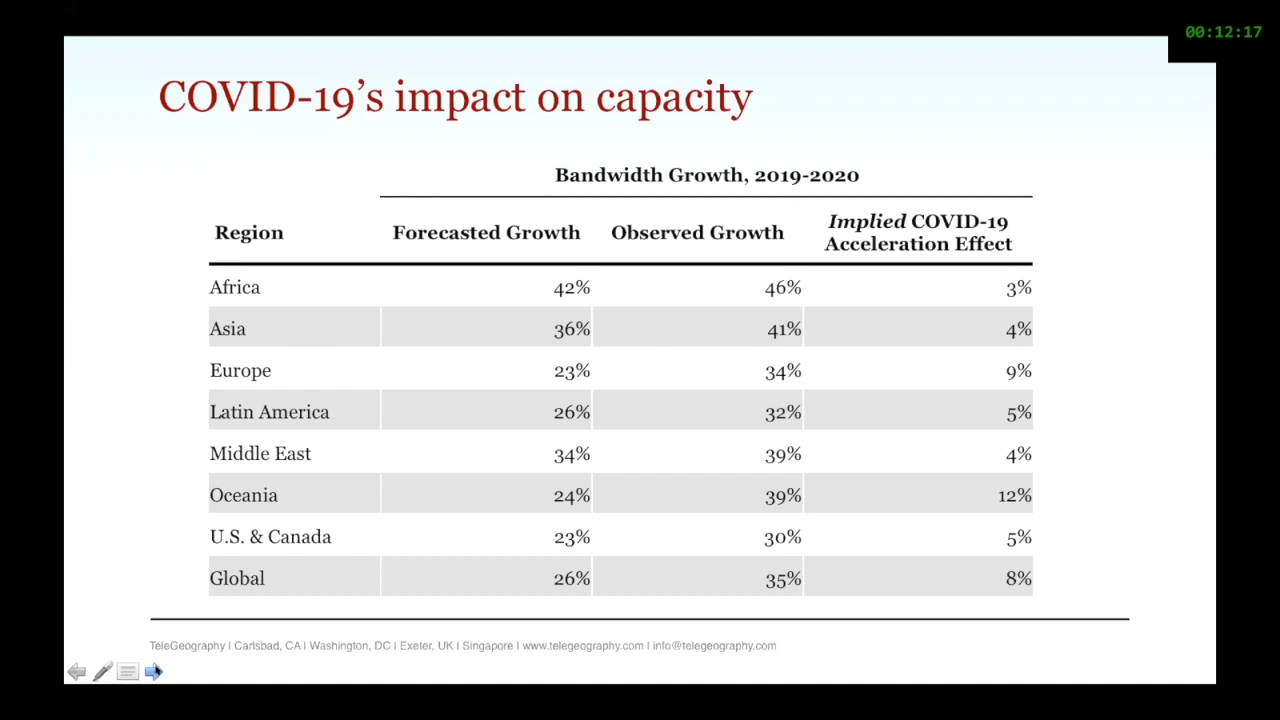 00:12:17
COVID-19's impact on capacity
Bandwidth Growth, 2019-2020
Region Forecasted Growth Observed Growth Implied COVID-19 Acceleration Effect
Africa 42% 46% 3%
Asia 36% 41% 4%
Europe 23% 34% 9%
Latin America 26% 32% 5%
Middle East 34% 39% 4%
Oceania 24% 39% 12%
U.S. & Canada 23% 30% 5%
Global 26% 35% 8%
TeleGeography | Carlsbad, CA | Washington, DC | Exeter, UK | Singapore | www.telegeography.com | info@telegeography.com